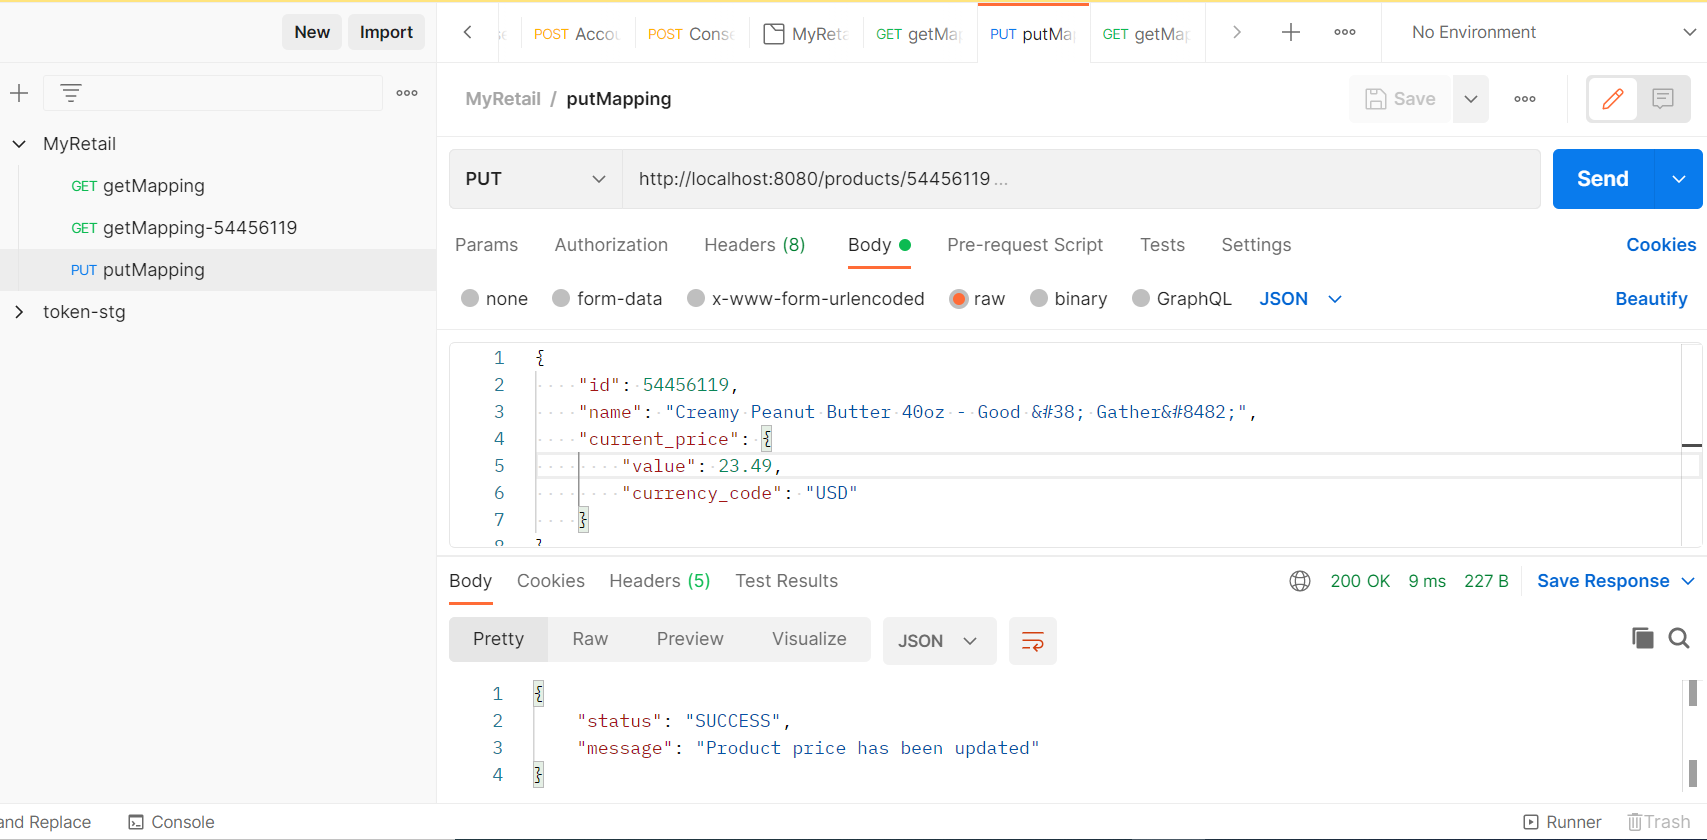 New Import
POST Accou POST Conse MyReta GET getMap PUT putMap GET getMap No Environment
MyRetail / putMapping Save
MyRetail
GET getMapping
GET getMapping-54456119
PUT putMapping
token-stg
PUT http://localhost:8080/products/54456119 ... Send
Params Authorization Headers (8) Body Pre-request Script Tests Settings Cookies
none form-data x-www-form-urlencoded raw binary GraphQL JSON Beautify
1 {
2 "id": 54456119,
3 "name": "Creamy Peanut Butter 40oz - Good &#38; Gather&#8482;",
4 "current_price": {
5 "value": 23.49,
6 "currency_code": "USD"
7 }
8 }
Body Cookies Headers (5) Test Results 200 OK 9 ms 227 B Save Response
Pretty Raw Preview Visualize JSON
1 {
2 "status": "SUCCESS",
3 "message": "Product price has been updated"
4 }
and Replace Console Runner Trash